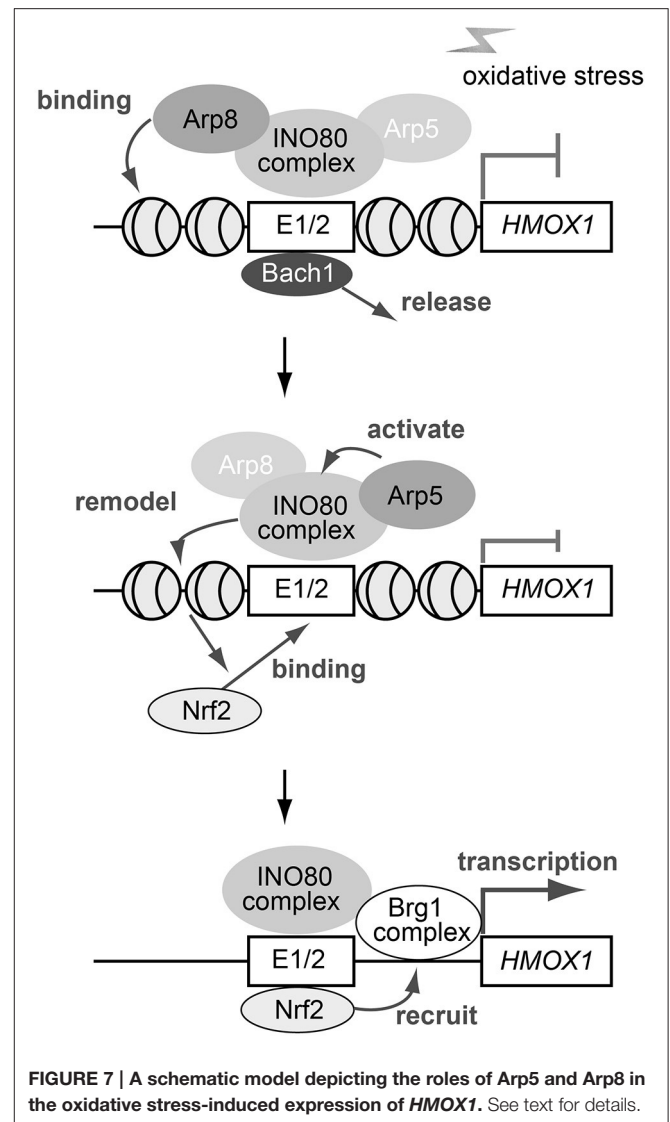 oxidative stress
binding
Arp8
INO80
complex
Arp5
E1/2
HMOX1
Bach1
release
activate
Arp8
remodel
INO80
complex
Arp5
E1/2
HMOX1
binding
Nrf2
transcription
INO80
complex
Brg1
complex
E1/2
HMOX1
Nrf2
recruit
FIGURE 7 | A schematic model depicting the roles of Arp5 and Arp8 in
the oxidative stress-induced expression of HMOX1. See text for details.